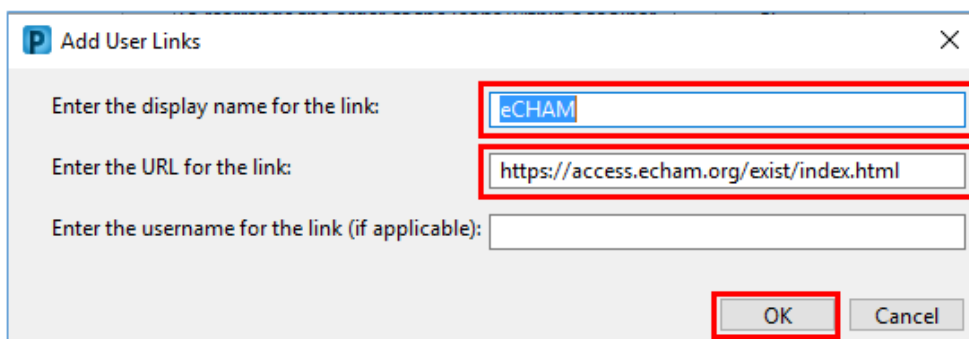 Add User Links
Enter the display name for the link: eCHAM
Enter the URL for the link: https://access.echam.org/exist/index.html
Enter the username for the link (if applicable):
OK Cancel